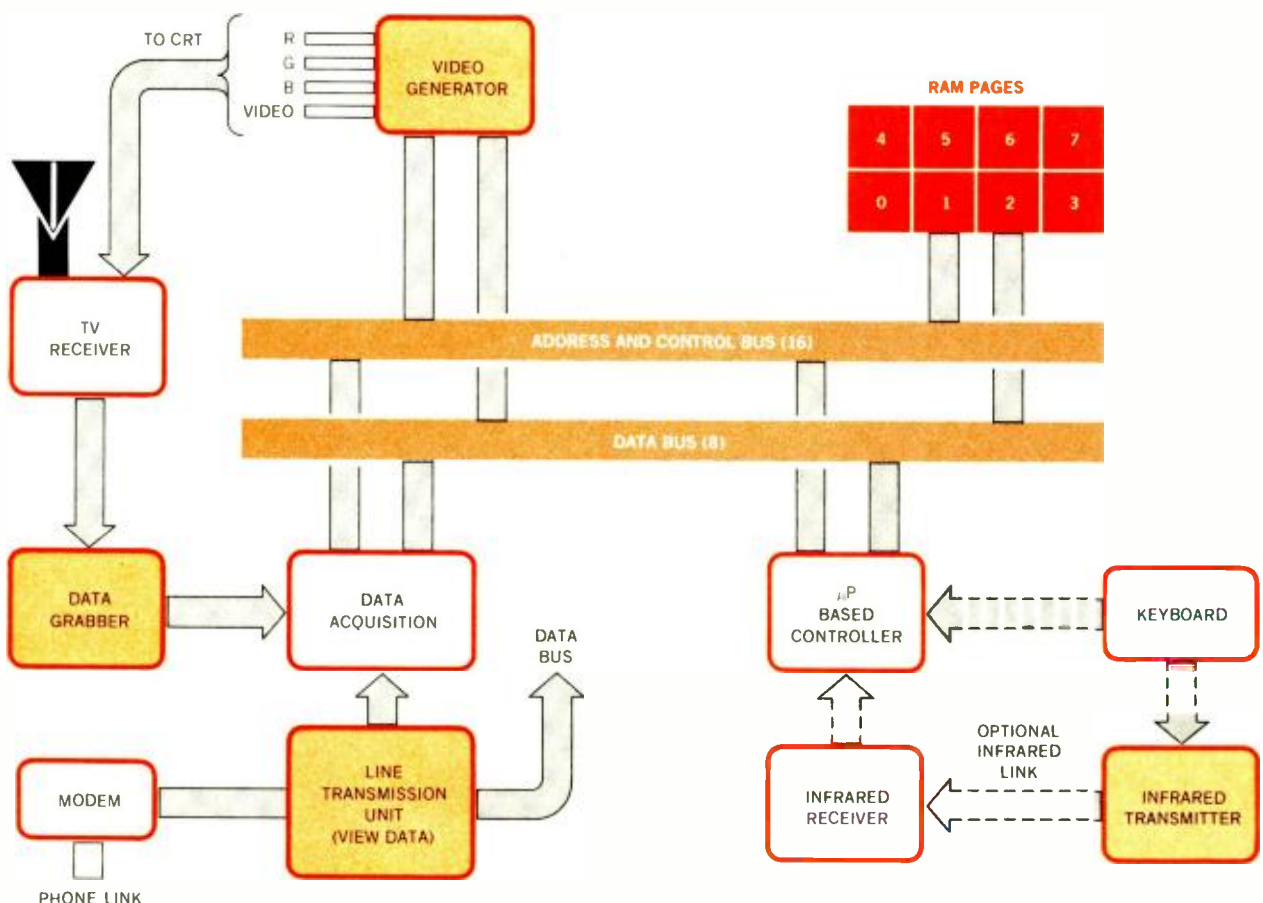 TO CRT
R
G
B
VIDEO
VIDEO
GENERATOR
RAM PAGES
4 5 6 7
0 1 2 3
TV
RECEIVER
ADDRESS AND CONTROL BUS (16)
DATA BUS (8)
DATA
GRABBER
DATA
ACQUISITION
DATA
BUS
μP
BASED
CONTROLLER
KEYBOARD
MODEM
LINE
TRANSMISSION
UNIT
(VIEW DATA)
OPTIONAL
INFRARED
LINK
INFRARED
RECEIVER
INFRARED
TRANSMITTER
PHONE LINK